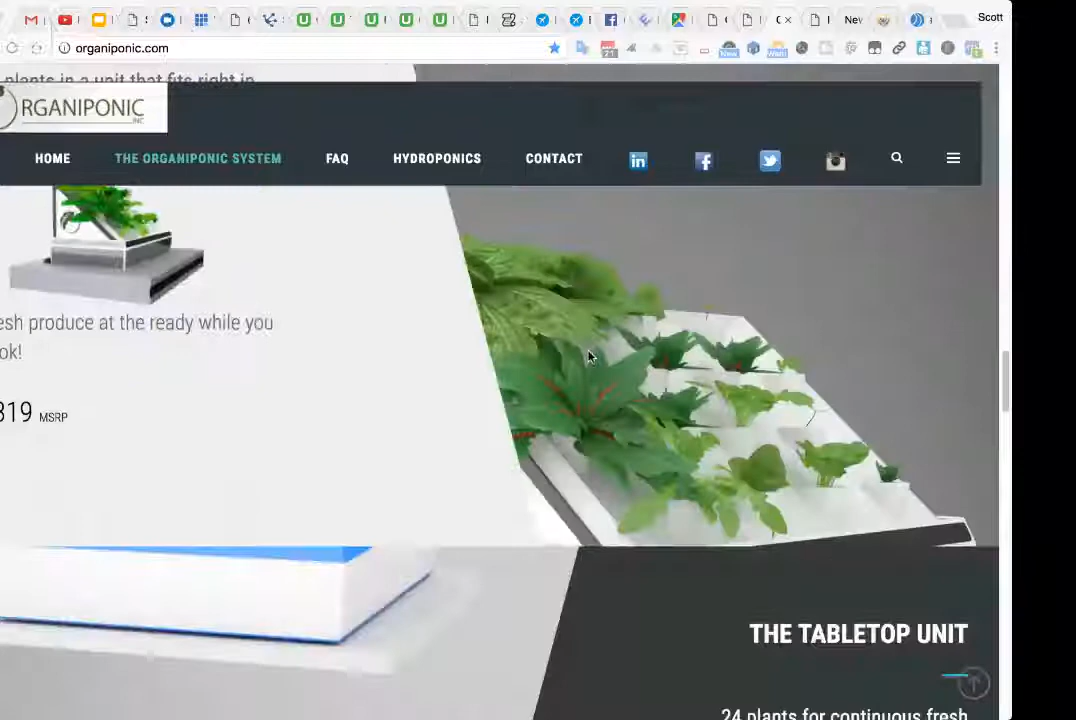 Scott
organiponic.com
plants in a unit that fits right in
RGANIPONIC
INC
HOME THE ORGANIPONIC SYSTEM FAQ HYDROPONICS CONTACT
esh produce at the ready while you
ok!
319 MSRP
THE TABLETOP UNIT
24 plants for continuous fresh